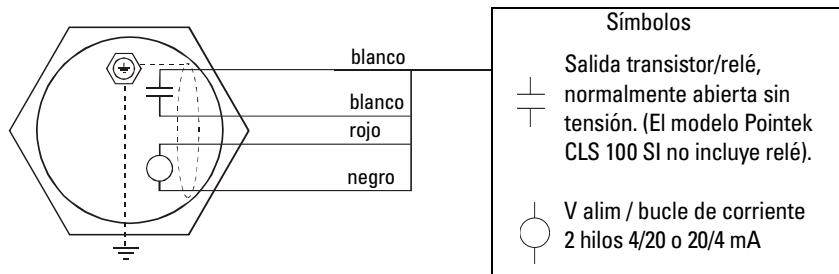 blanco
blanco
rojo
negro
Símbolos
Salida transistor/relé,
normalmente abierta sin
tensión. (El modelo Pointek
CLS 100 SI no incluye relé).
V alim / bucle de corriente
2 hilos 4/20 o 20/4 mA